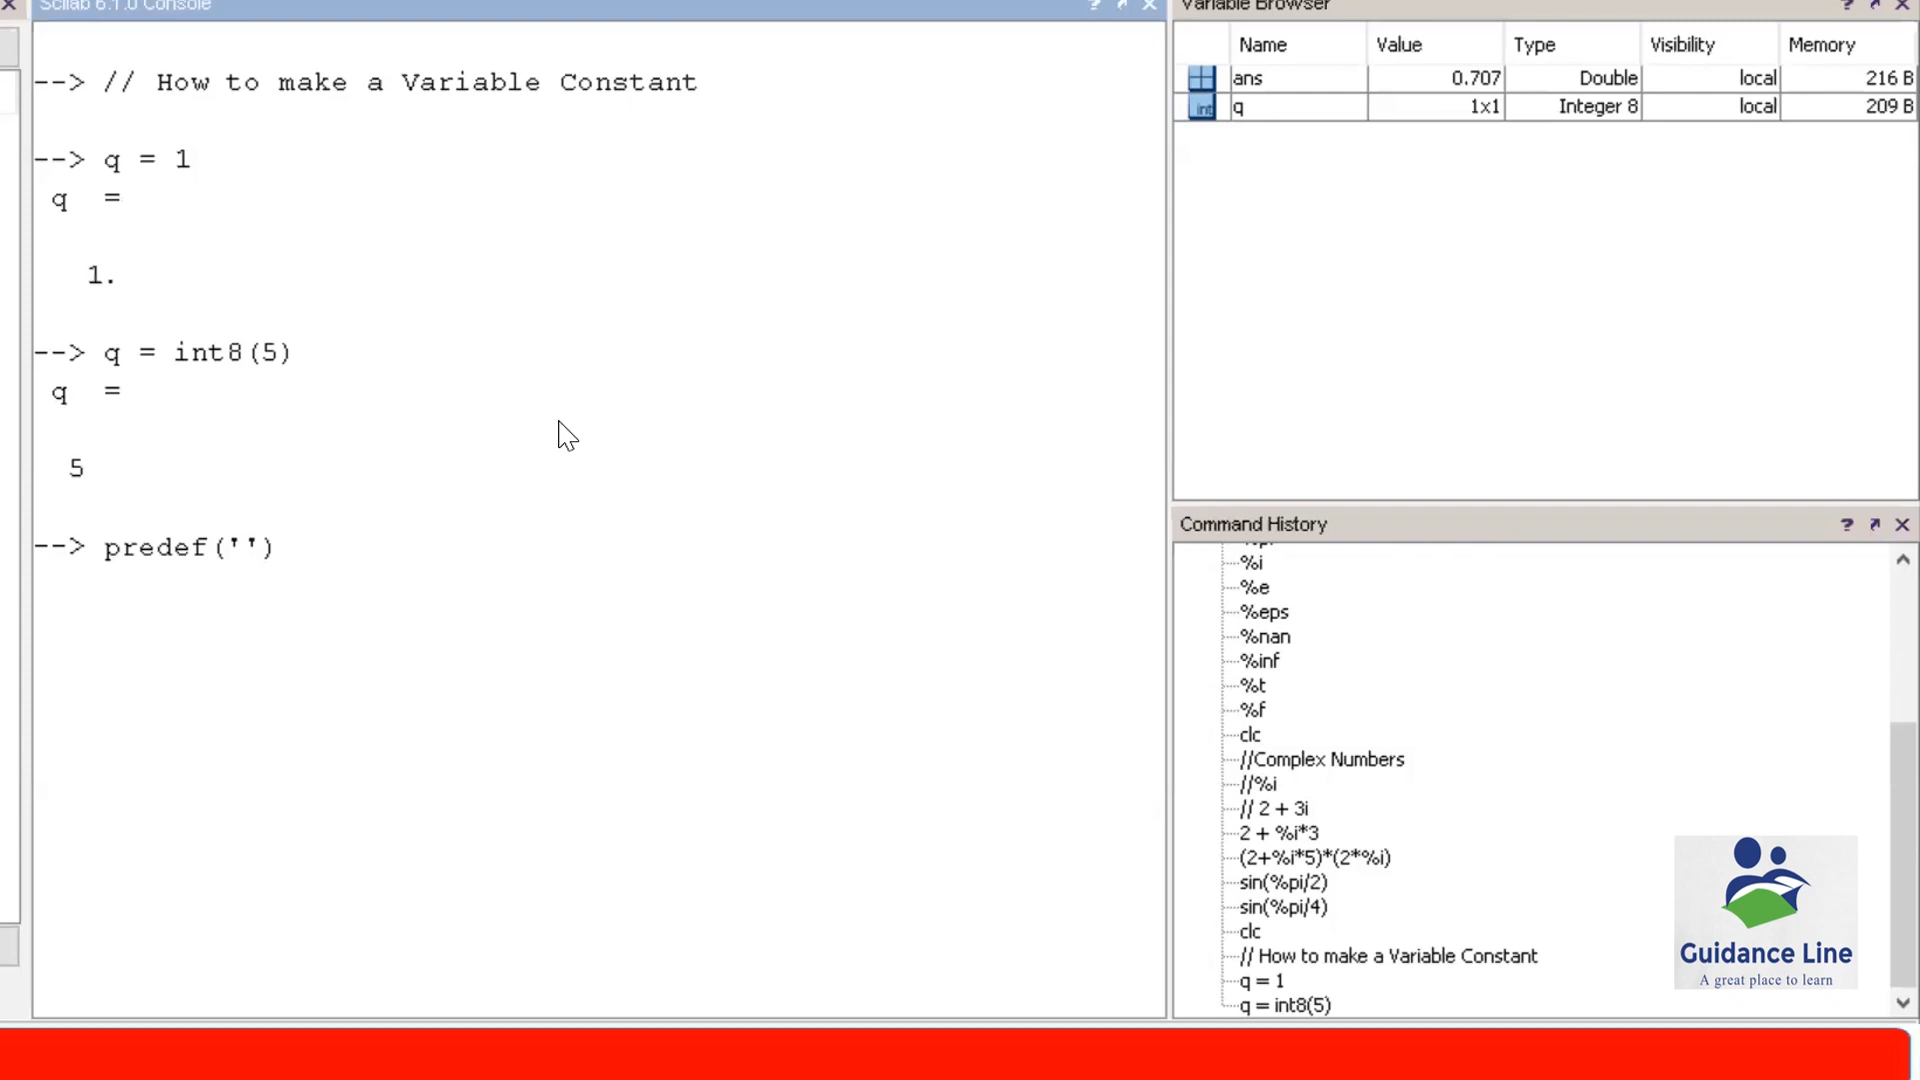 Scilab 6.1.0 Console
--> // How to make a Variable Constant
--> q = 1
q =
1.
--> q = int8(5)
q =
5
--> predef('')
Variable Browser
Name Value Type Visibility Memory
ans 0.707 Double local 216 B
int q 1x1 Integer 8 local 209 B
Command History
%i
%e
%eps
%nan
%inf
%t
%f
clc
//Complex Numbers
//%i
// 2 + 3i
2 + %i*3
(2+%i*5)*(2*%i)
sin(%pi/2)
sin(%pi/4)
clc
// How to make a Variable Constant
q = 1
q = int8(5)
Guidance Line
A great place to learn